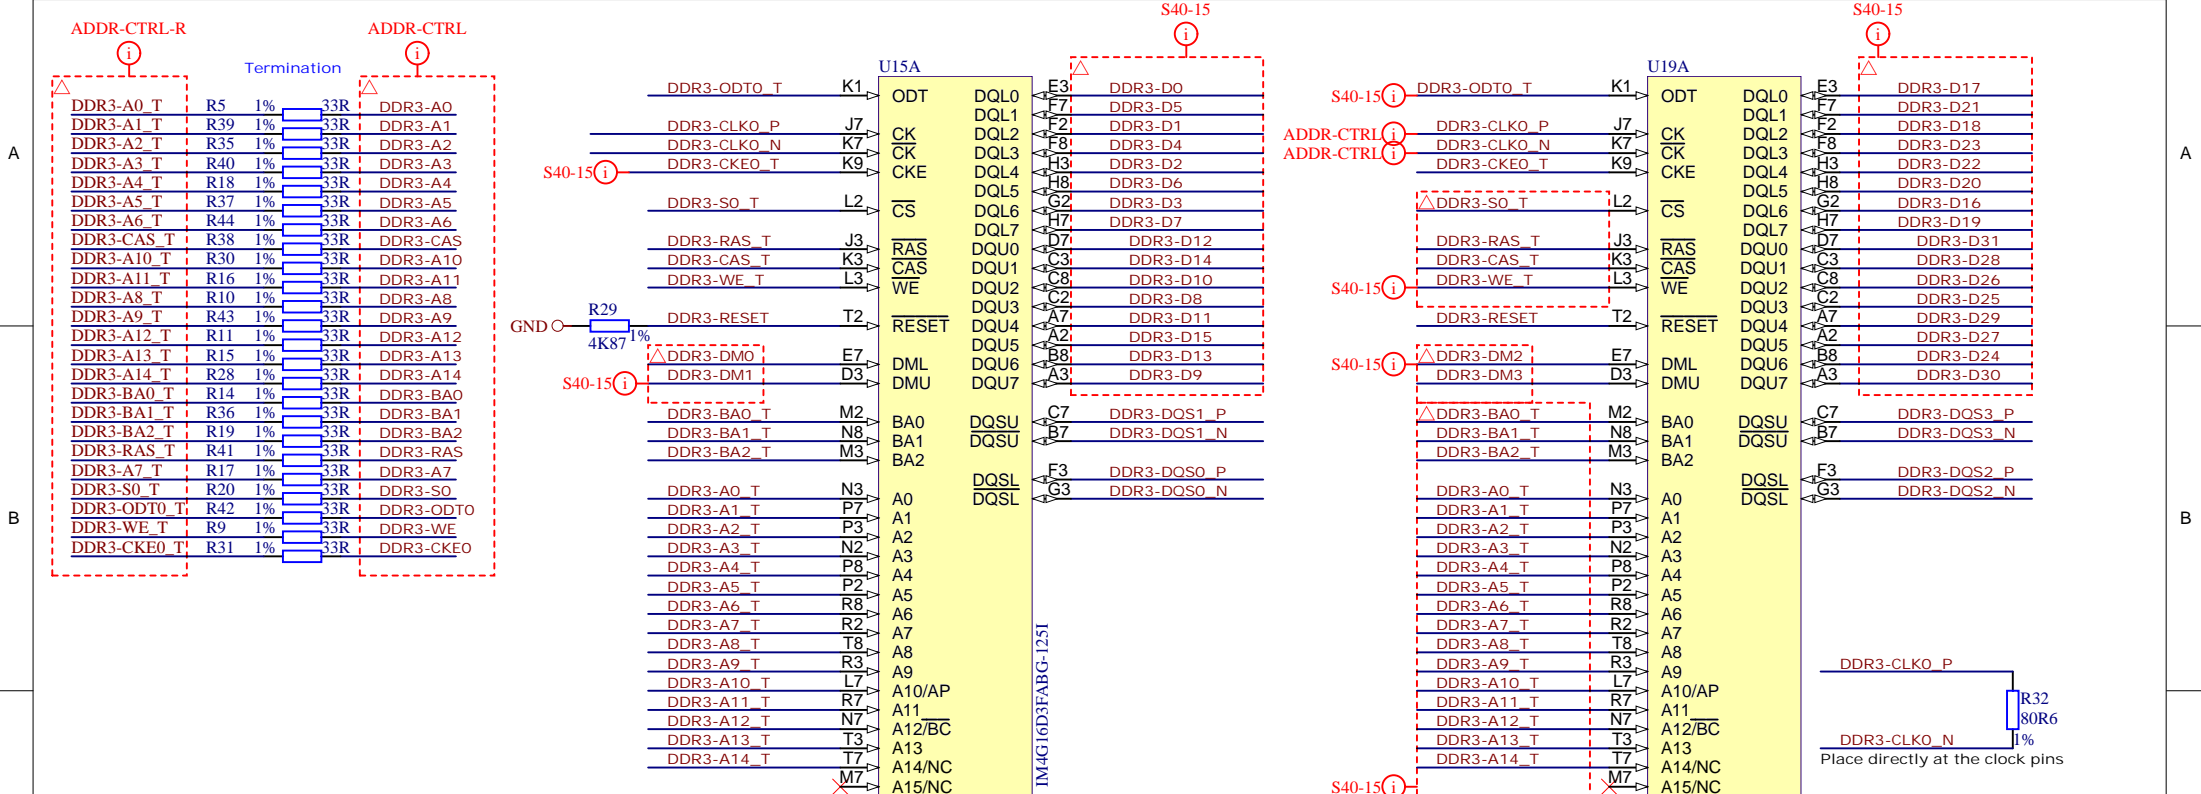 ADDR-CTRL-R
i
Termination
ADDR-CTRL
i
DDR3-A0_T R5 1% 33R DDR3-A0
DDR3-A1_T R39 1% 33R DDR3-A1
DDR3-A2_T R35 1% 33R DDR3-A2
DDR3-A3_T R40 1% 33R DDR3-A3
DDR3-A4_T R18 1% 33R DDR3-A4
DDR3-A5_T R37 1% 33R DDR3-A5
DDR3-A6_T R44 1% 33R DDR3-A6
DDR3-CAS_T R38 1% 33R DDR3-CAS
DDR3-A10_T R30 1% 33R DDR3-A10
DDR3-A11_T R16 1% 33R DDR3-A11
DDR3-A8_T R10 1% 33R DDR3-A8
DDR3-A9_T R43 1% 33R DDR3-A9
DDR3-A12_T R11 1% 33R DDR3-A12
DDR3-A13_T R15 1% 33R DDR3-A13
DDR3-A14_T R28 1% 33R DDR3-A14
DDR3-BA0_T R14 1% 33R DDR3-BA0
DDR3-BA1_T R36 1% 33R DDR3-BA1
DDR3-BA2_T R19 1% 33R DDR3-BA2
DDR3-RAS_T R41 1% 33R DDR3-RAS
DDR3-A7_T R17 1% 33R DDR3-A7
DDR3-S0_T R20 1% 33R DDR3-S0
DDR3-ODT0_T R42 1% 33R DDR3-ODT0
DDR3-WE_T R9 1% 33R DDR3-WE
DDR3-CKE0_T R31 1% 33R DDR3-CKE0
A
B
S40-15
i
U15A
DDR3-ODT0_T K1 ODT DQL0 E3 DDR3-D0
DQL1 F7 DDR3-D5
DDR3-CLK0_P J7 CK DQL2 F2 DDR3-D1
DDR3-CLK0_N K7 CK DQL3 F8 DDR3-D4
S40-15 i DDR3-CKE0_T K9 CKE DQL4 H3 DDR3-D2
DQL5 H8 DDR3-D6
DDR3-S0_T L2 CS DQL6 G2 DDR3-D3
DQL7 H7 DDR3-D7
DDR3-RAS_T J3 RAS DQU0 D7 DDR3-D12
DDR3-CAS_T K3 CAS DQU1 C3 DDR3-D14
DDR3-WE_T L3 WE DQU2 C8 DDR3-D10
DQU3 C2 DDR3-D8
GND R29 4K87 1% DDR3-RESET T2 RESET DQU4 A7 DDR3-D11
DQU5 A2 DDR3-D15
DDR3-DM0 E7 DML DQU6 B8 DDR3-D13
S40-15 i DDR3-DM1 D3 DMU DQU7 A3 DDR3-D9
DDR3-BA0_T M2 BA0 DQSU C7 DDR3-DQS1_P
DDR3-BA1_T N8 BA1 DQSU B7 DDR3-DQS1_N
DDR3-BA2_T M3 BA2
DQSL F3 DDR3-DQS0_P
DDR3-A0_T N3 A0 DQSL G3 DDR3-DQS0_N
DDR3-A1_T P7 A1
DDR3-A2_T P3 A2
DDR3-A3_T N2 A3
DDR3-A4_T P8 A4
DDR3-A5_T P2 A5
DDR3-A6_T R8 A6
DDR3-A7_T R2 A7
DDR3-A8_T T8 A8
DDR3-A9_T R3 A9
DDR3-A10_T L7 A10/AP
DDR3-A11_T R7 A11
DDR3-A12_T N7 A12/BC
DDR3-A13_T T3 A13
DDR3-A14_T T7 A14/NC
M7 A15/NC
IM4G16D3FABG-125I
S40-15
i
U19A
S40-15 i DDR3-ODT0_T K1 ODT DQL0 E3 DDR3-D17
DQL1 F7 DDR3-D21
ADDR-CTRL i DDR3-CLK0_P J7 CK DQL2 F2 DDR3-D18
ADDR-CTRL i DDR3-CLK0_N K7 CK DQL3 F8 DDR3-D23
DDR3-CKE0_T K9 CKE DQL4 H3 DDR3-D22
DQL5 H8 DDR3-D20
DDR3-S0_T L2 CS DQL6 G2 DDR3-D16
DQL7 H7 DDR3-D19
DDR3-RAS_T J3 RAS DQU0 D7 DDR3-D31
DDR3-CAS_T K3 CAS DQU1 C3 DDR3-D28
S40-15 i DDR3-WE_T L3 WE DQU2 C8 DDR3-D26
DQU3 C2 DDR3-D25
DDR3-RESET T2 RESET DQU4 A7 DDR3-D29
DQU5 A2 DDR3-D27
S40-15 i DDR3-DM2 E7 DML DQU6 B8 DDR3-D24
DDR3-DM3 D3 DMU DQU7 A3 DDR3-D30
DDR3-BA0_T M2 BA0 DQSU C7 DDR3-DQS3_P
DDR3-BA1_T N8 BA1 DQSU B7 DDR3-DQS3_N
DDR3-BA2_T M3 BA2
DQSL F3 DDR3-DQS2_P
DDR3-A0_T N3 A0 DQSL G3 DDR3-DQS2_N
DDR3-A1_T P7 A1
DDR3-A2_T P3 A2
DDR3-A3_T N2 A3
DDR3-A4_T P8 A4
DDR3-A5_T P2 A5
DDR3-A6_T R8 A6
DDR3-A7_T R2 A7
DDR3-A8_T T8 A8
DDR3-A9_T R3 A9
DDR3-A10_T L7 A10/AP
DDR3-A11_T R7 A11
DDR3-A12_T N7 A12/BC
DDR3-A13_T T3 A13
DDR3-A14_T T7 A14/NC
S40-15 i M7 A15/NC
DDR3-CLK0_P
R32
80R6
1%
DDR3-CLK0_N
Place directly at the clock pins
A
B